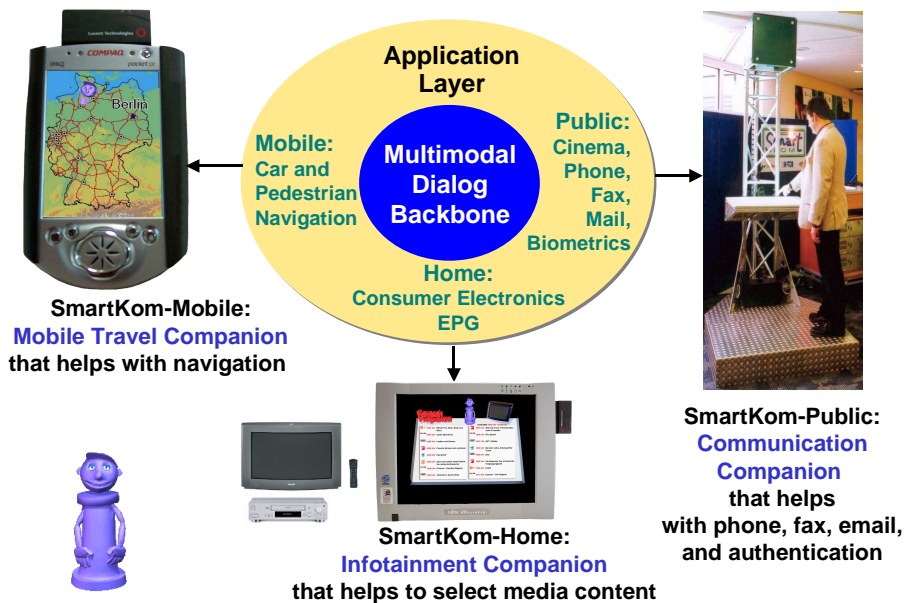 Lucent Technologies
COMPAQ
iPAQ
pocket pc
Berlin
Application
Layer
Mobile:
Car and
Pedestrian
Navigation
Multimodal
Dialog
Backbone
Public:
Cinema,
Phone,
Fax,
Mail,
Biometrics
Home:
Consumer Electronics
EPG
SmartKom-Mobile:
Mobile Travel Companion
that helps with navigation
SmartKom-Home:
Infotainment Companion
that helps to select media content
SmartKom-Public:
Communication
Companion
that helps
with phone, fax, email,
and authentication